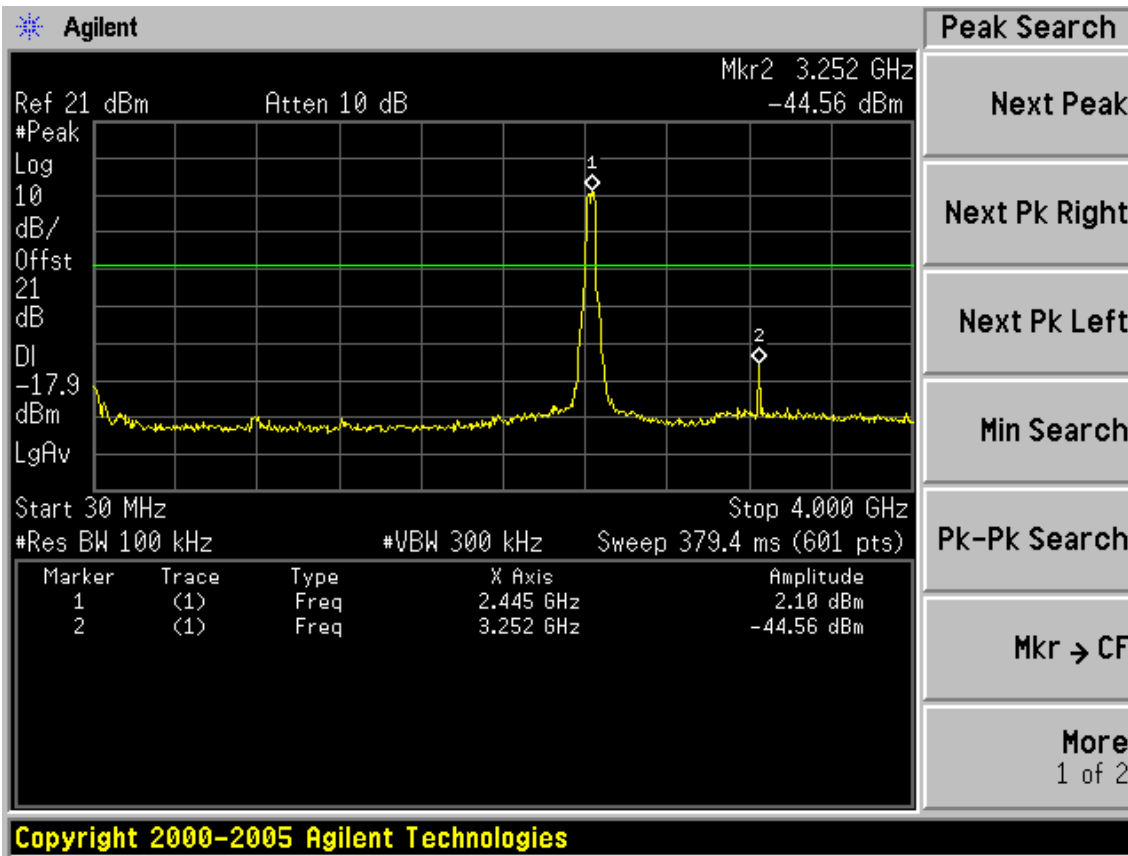 Agilent
Peak Search
Mkr2 3.252 GHz
Ref 21 dBm Atten 10 dB -44.56 dBm
#Peak
Log
10
dB/
Offst
21
dB
DI
-17.9
dBm
LgAv
1
2
Start 30 MHz Stop 4.000 GHz
#Res BW 100 kHz #VBW 300 kHz Sweep 379.4 ms (601 pts)
Marker Trace Type X Axis Amplitude
1 (1) Freq 2.445 GHz 2.10 dBm
2 (1) Freq 3.252 GHz -44.56 dBm
Next Peak
Next Pk Right
Next Pk Left
Min Search
Pk-Pk Search
Mkr → CF
More
1 of 2
Copyright 2000-2005 Agilent Technologies